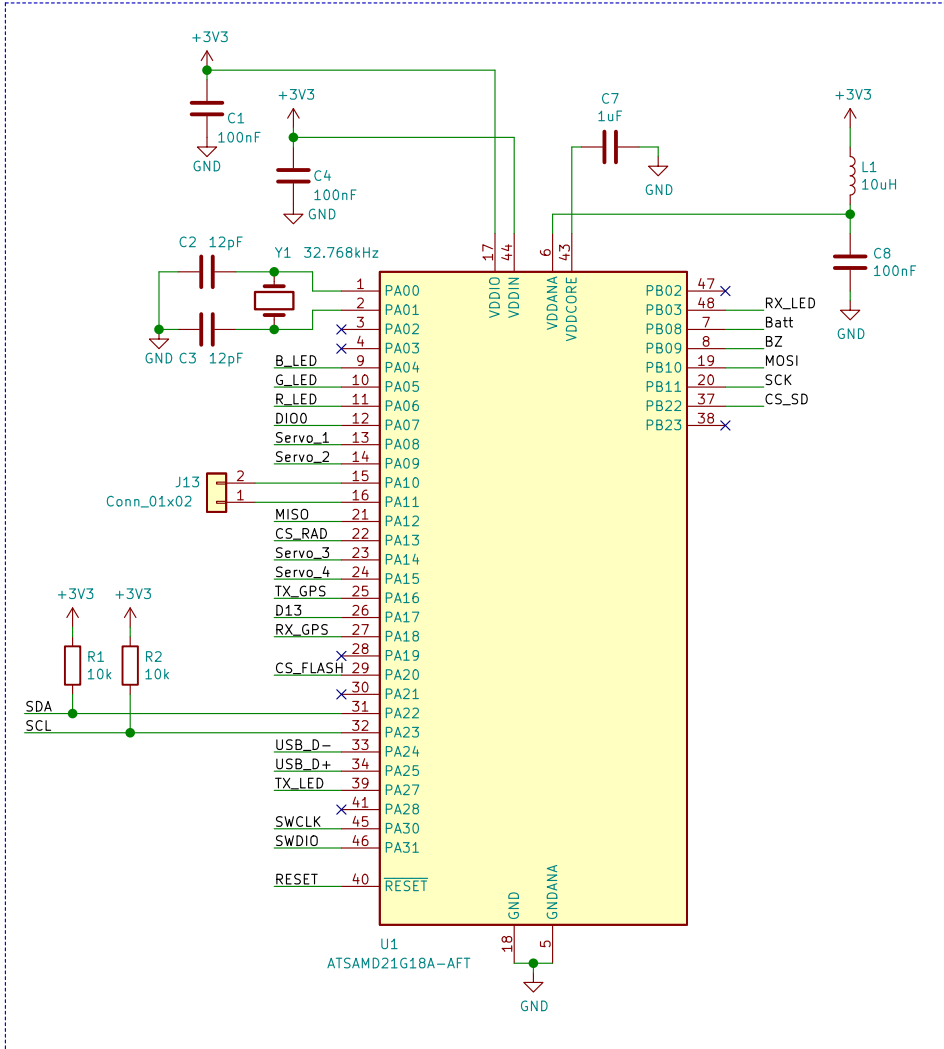 +3V3
C1
100nF
GND
+3V3
C4
100nF
GND
C7
1uF
GND
+3V3
L1
10uH
C8
100nF
GND
C2 12pF
Y1 32.768kHz
GND
C3 12pF
17
44
6
43
VDDIO
VDDIN
VDDANA
VDDCORE
1 PA00
2 PA01
3 PA02
4 PA03
B_LED 9 PA04
G_LED 10 PA05
R_LED 11 PA06
DIO0 12 PA07
Servo_1 13 PA08
Servo_2 14 PA09
J13
Conn_01x02
2 15 PA10
1 16 PA11
MISO 21 PA12
CS_RAD 22 PA13
Servo_3 23 PA14
Servo_4 24 PA15
TX_GPS 25 PA16
D13 26 PA17
RX_GPS 27 PA18
28 PA19
CS_FLASH 29 PA20
30 PA21
+3V3
+3V3
R1
10k
R2
10k
SDA 31 PA22
SCL 32 PA23
USB_D- 33 PA24
USB_D+ 34 PA25
TX_LED 39 PA27
41 PA28
SWCLK 45 PA30
SWDIO 46 PA31
RESET 40 RESET
PB02 47
PB03 48 RX_LED
PB08 7 Batt
PB09 8 BZ
PB10 19 MOSI
PB11 20 SCK
PB22 37 CS_SD
PB23 38
GND
GNDANA
18
5
U1
ATSAMD21G18A-AFT
GND